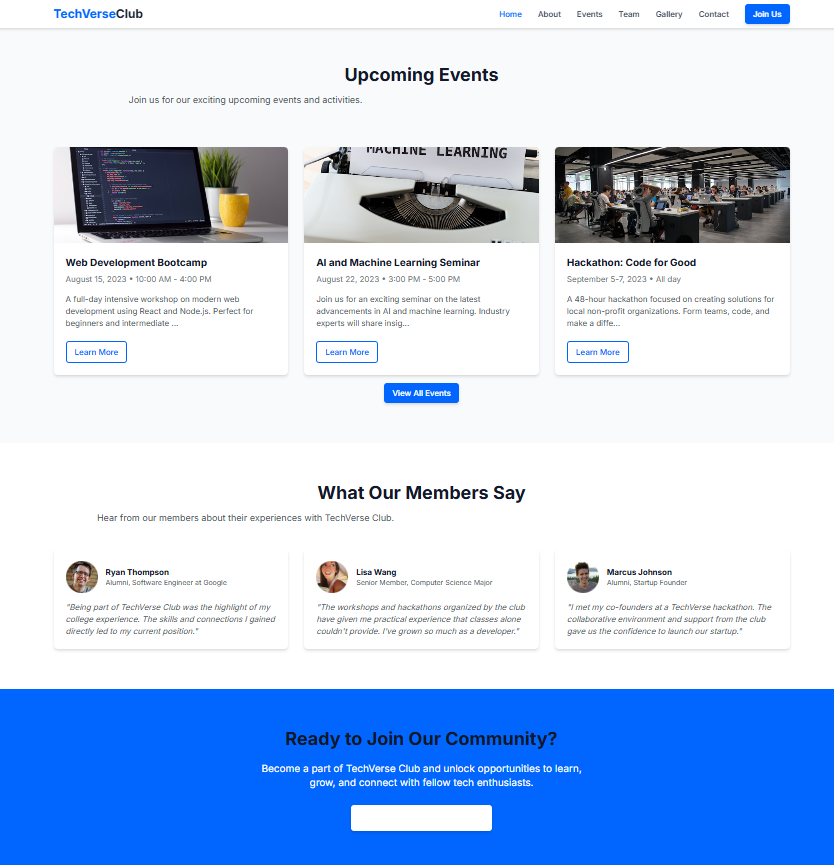 TechVerseClub
Home About Events Team Gallery Contact Join Us
Upcoming Events
Join us for our exciting upcoming events and activities.
MACHINE LEARNING
Web Development Bootcamp
August 15, 2023 • 10:00 AM - 4:00 PM
A full-day intensive workshop on modern web
development using React and Node.js. Perfect for
beginners and intermediate ...
Learn More
AI and Machine Learning Seminar
August 22, 2023 • 3:00 PM - 5:00 PM
Join us for an exciting seminar on the latest
advancements in AI and machine learning. Industry
experts will share insig...
Learn More
Hackathon: Code for Good
September 5-7, 2023 • All day
A 48-hour hackathon focused on creating solutions for
local non-profit organizations. Form teams, code, and
make a diffe...
Learn More
View All Events
What Our Members Say
Hear from our members about their experiences with TechVerse Club.
Ryan Thompson
Alumni, Software Engineer at Google
"Being part of TechVerse Club was the highlight of my
college experience. The skills and connections I gained
directly led to my current position."
Lisa Wang
Senior Member, Computer Science Major
"The workshops and hackathons organized by the club
have given me practical experience that classes alone
couldn't provide. I've grown so much as a developer."
Marcus Johnson
Alumni, Startup Founder
"I met my co-founders at a TechVerse hackathon. The
collaborative environment and support from the club
gave us the confidence to launch our startup."
Ready to Join Our Community?
Become a part of TechVerse Club and unlock opportunities to learn,
grow, and connect with fellow tech enthusiasts.